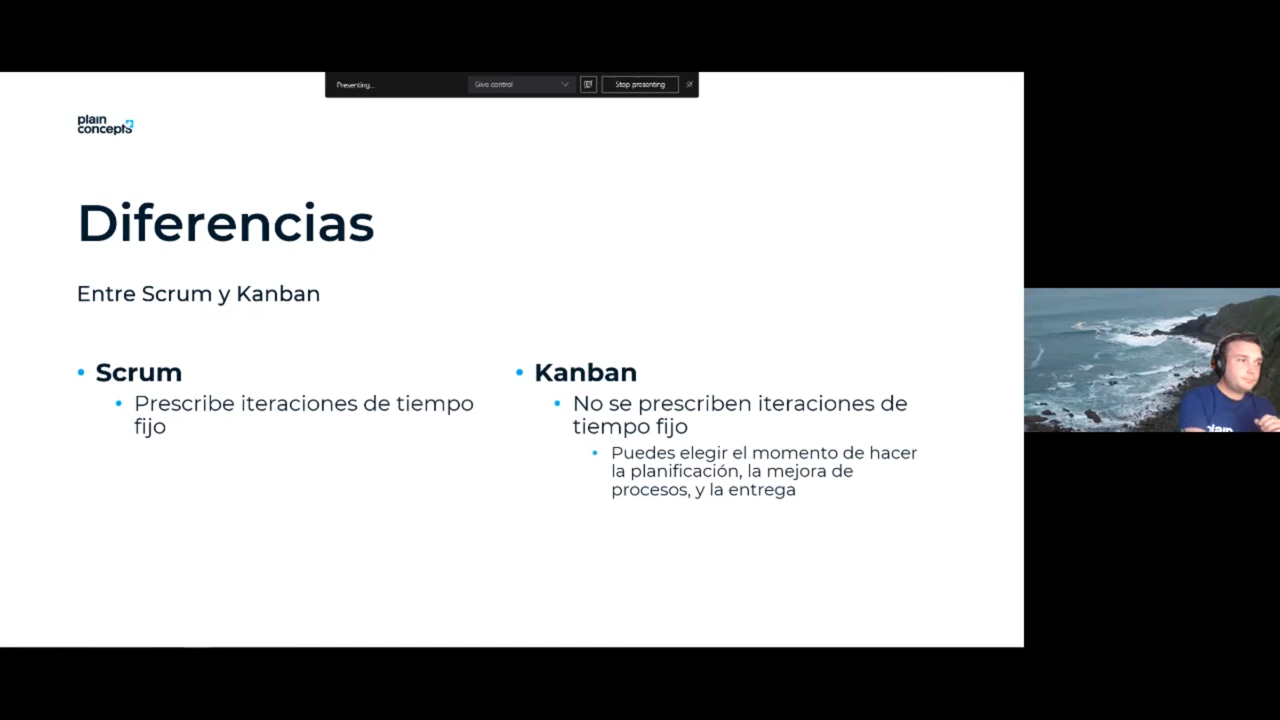 Presenting...
Give control
Stop presenting
plain
concepts
Diferencias
Entre Scrum y Kanban
• Scrum
• Prescribe iteraciones de tiempo
fijo
• Kanban
• No se prescriben iteraciones de
tiempo fijo
• Puedes elegir el momento de hacer
la planificación, la mejora de
procesos, y la entrega
plain